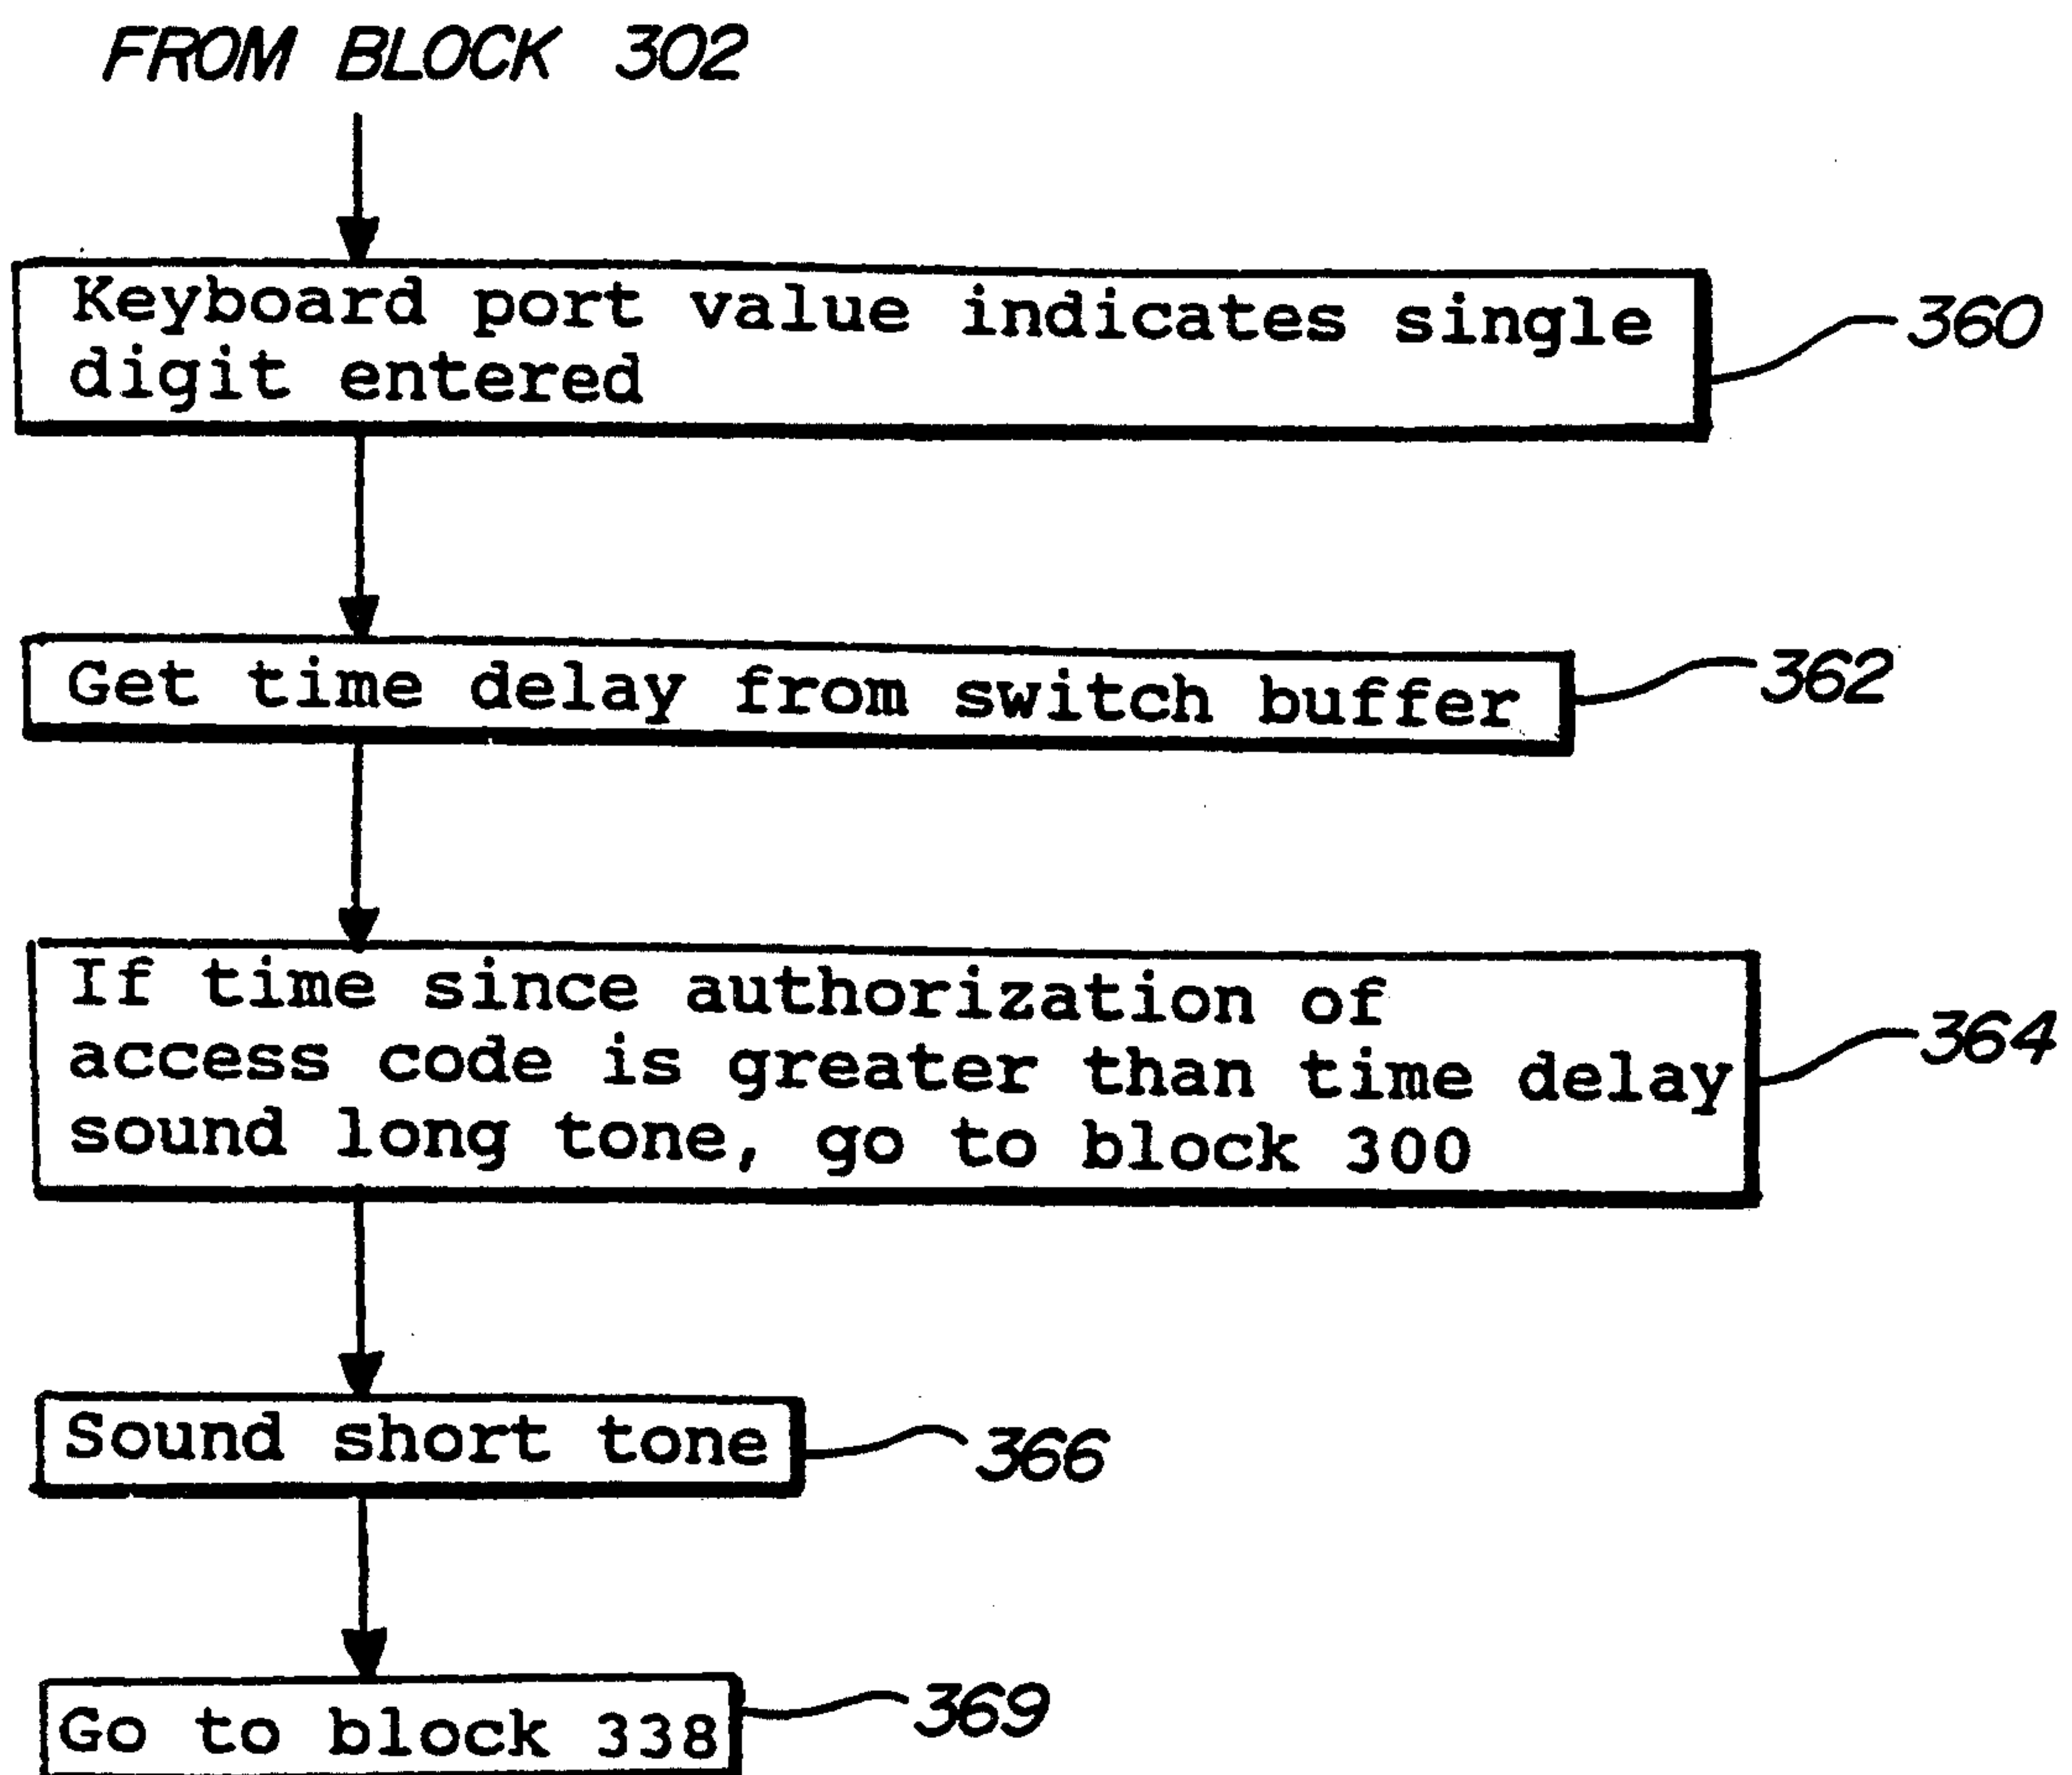 FROM BLOCK 302
Keyboard port value indicates single
digit entered
360
Get time delay from switch buffer
362
If time since authorization of
access code is greater than time delay
sound long tone, go to block 300
364
Sound short tone
366
Go to block 338
369